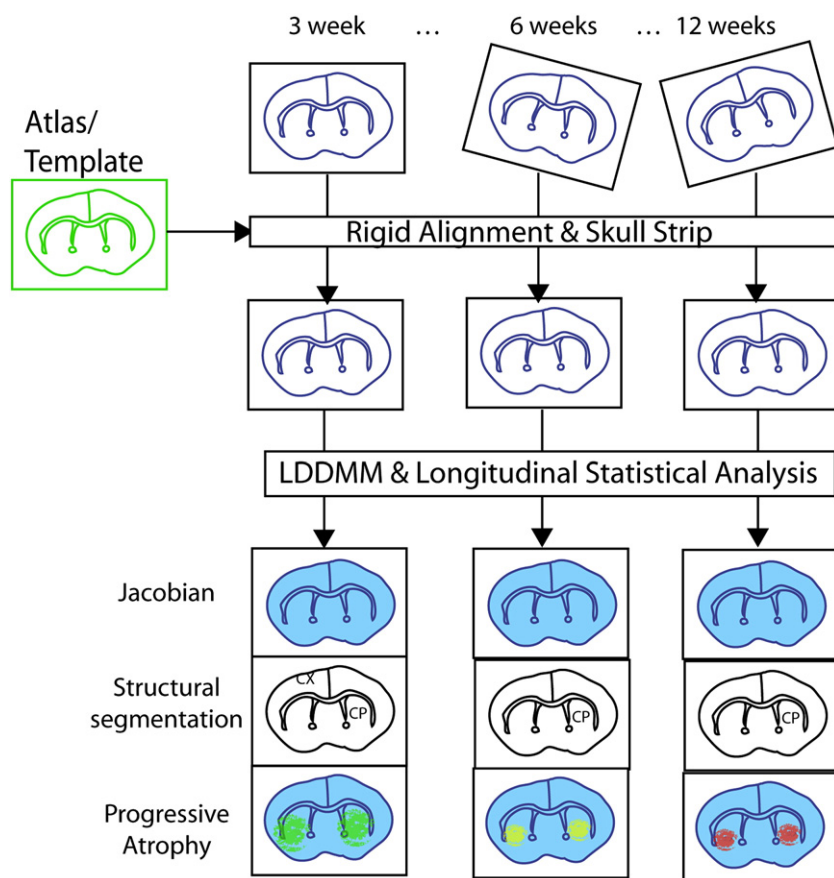 3 week ... 6 weeks ... 12 weeks
Atlas/
Template
Rigid Alignment & Skull Strip
LDDMM & Longitudinal Statistical Analysis
Jacobian
Structural
segmentation
CX
CP
CP
CP
Progressive
Atrophy